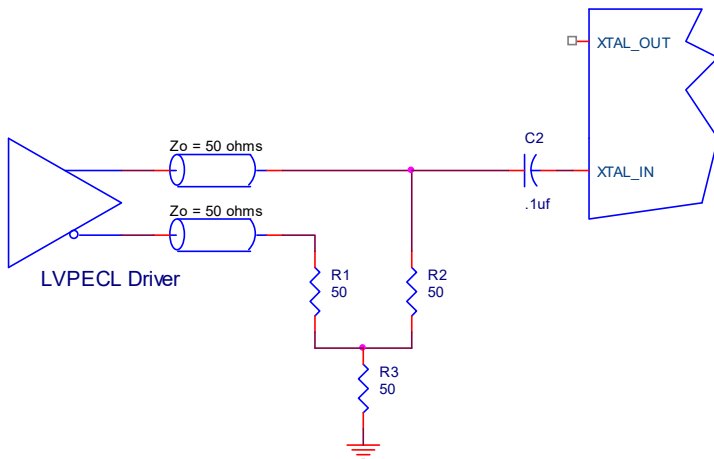 XTAL_OUT
Zo = 50 ohms
C2
XTAL_IN
.1uf
Zo = 50 ohms
LVPECL Driver
R1
50
R2
50
R3
50